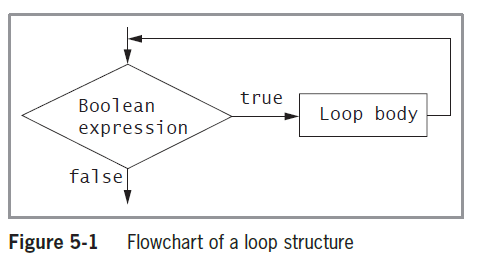 Boolean
expression
true
Loop body
false
Figure 5-1 Flowchart of a loop structure